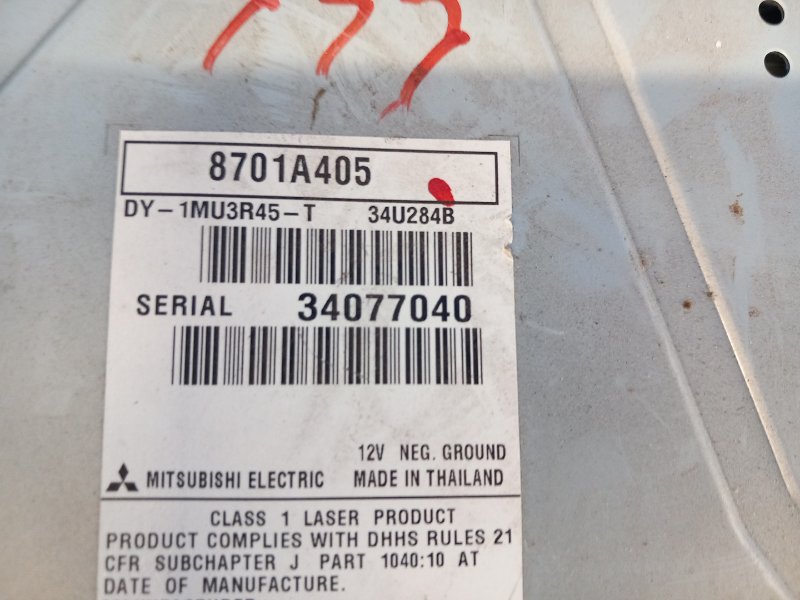 8701A405
DY-1MU3R45-T 34U284B
SERIAL 34077040
12V NEG. GROUND
MITSUBISHI ELECTRIC MADE IN THAILAND
CLASS 1 LASER PRODUCT
PRODUCT COMPLIES WITH DHHS RULES 21
CFR SUBCHAPTER J PART 1040:10 AT
DATE OF MANUFACTURE.